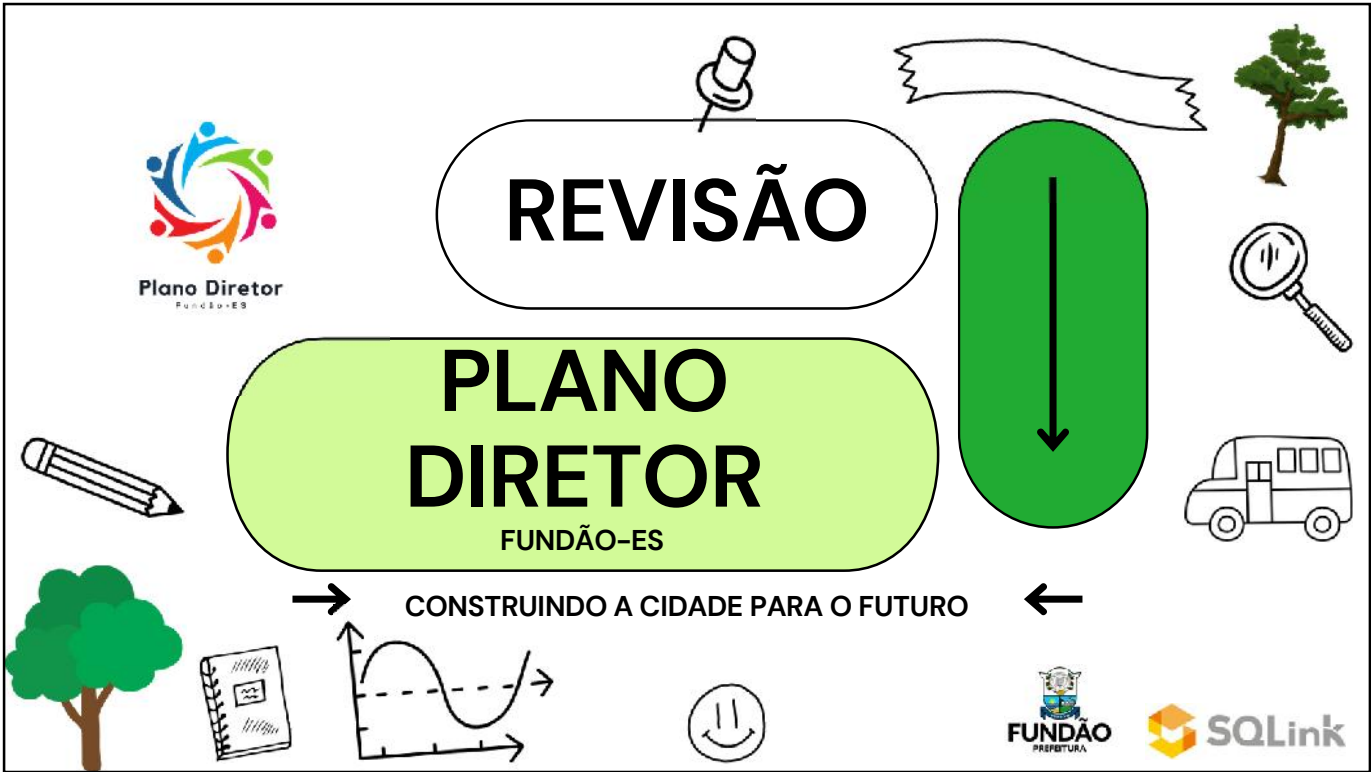 REVISÃO
Plano Diretor
Fundão-ES
PLANO
DIRETOR
FUNDÃO-ES
CONSTRUINDO A CIDADE PARA O FUTURO
FUNDÃO
PREFEITURA
SQLink